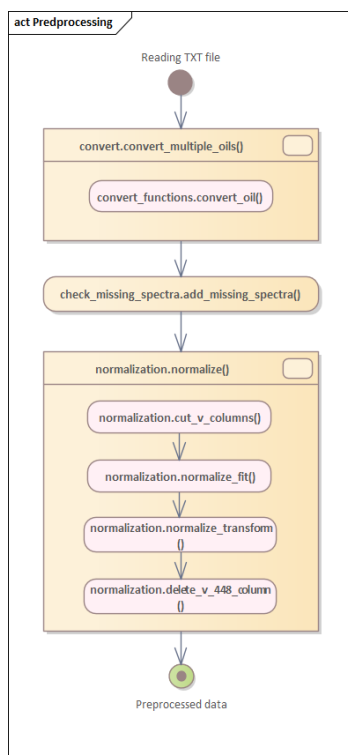 act Predprocessing
Reading TXT file
convert.convert_multiple_oils()
convert_functions.convert_oil()
check_missing_spectra.add_missing_spectra()
normalization.normalize()
normalization.cut_v_columns()
normalization.normalize_fit()
normalization.normalize_transform
()
normalization.delete_v_448_column
()
Preprocessed data